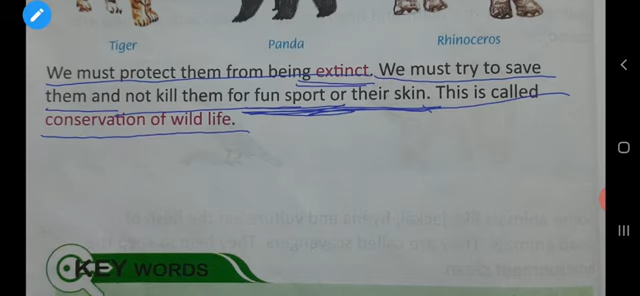 Tiger Panda Rhinoceros
We must protect them from being extinct. We must try to save
them and not kill them for fun sport or their skin. This is called
conservation of wild life.
KEY WORDS